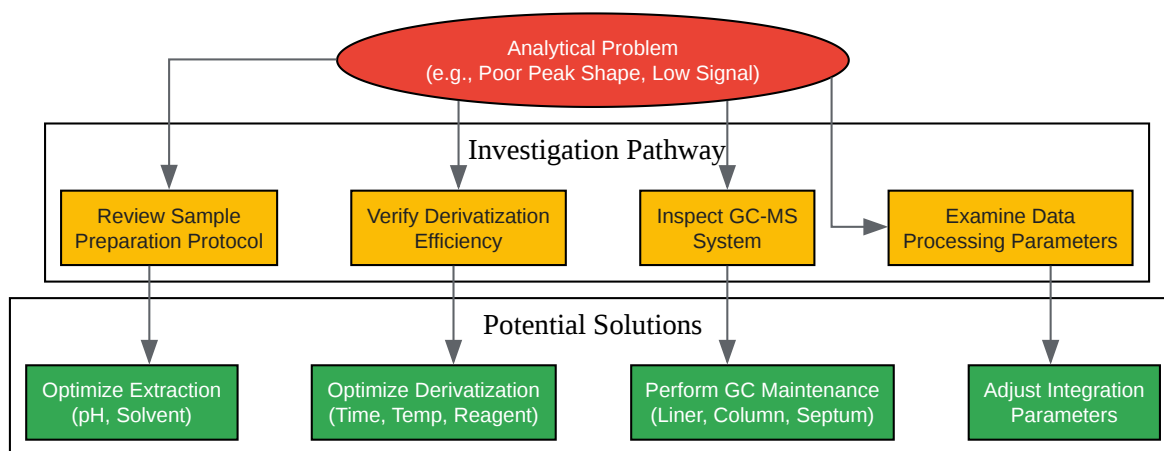 Analytical Problem
(e.g., Poor Peak Shape, Low Signal)
Investigation Pathway
Review Sample
Preparation Protocol
Verify Derivatization
Efficiency
Inspect GC-MS
System
Examine Data
Processing Parameters
Potential Solutions
Optimize Extraction
(pH, Solvent)
Optimize Derivatization
(Time, Temp, Reagent)
Perform GC Maintenance
(Liner, Column, Septum)
Adjust Integration
Parameters